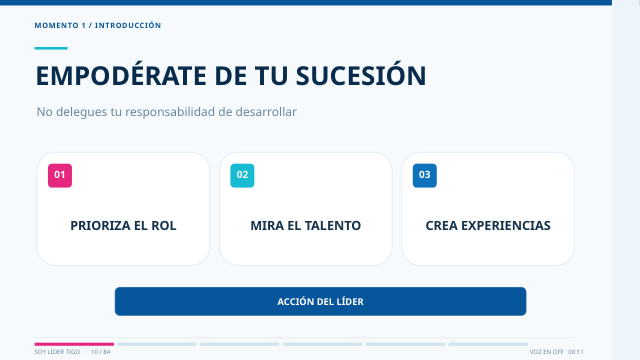 MOMENTO 1 / INTRODUCCIÓN
EMPODÉRATE DE TU SUCESIÓN
No delegues tu responsabilidad de desarrollar
01
PRIORIZA EL ROL
02
MIRA EL TALENTO
03
CREA EXPERIENCIAS
ACCIÓN DEL LÍDER
SOY LÍDER TIGO · 10 / 84
VOZ EN OFF · 00:11